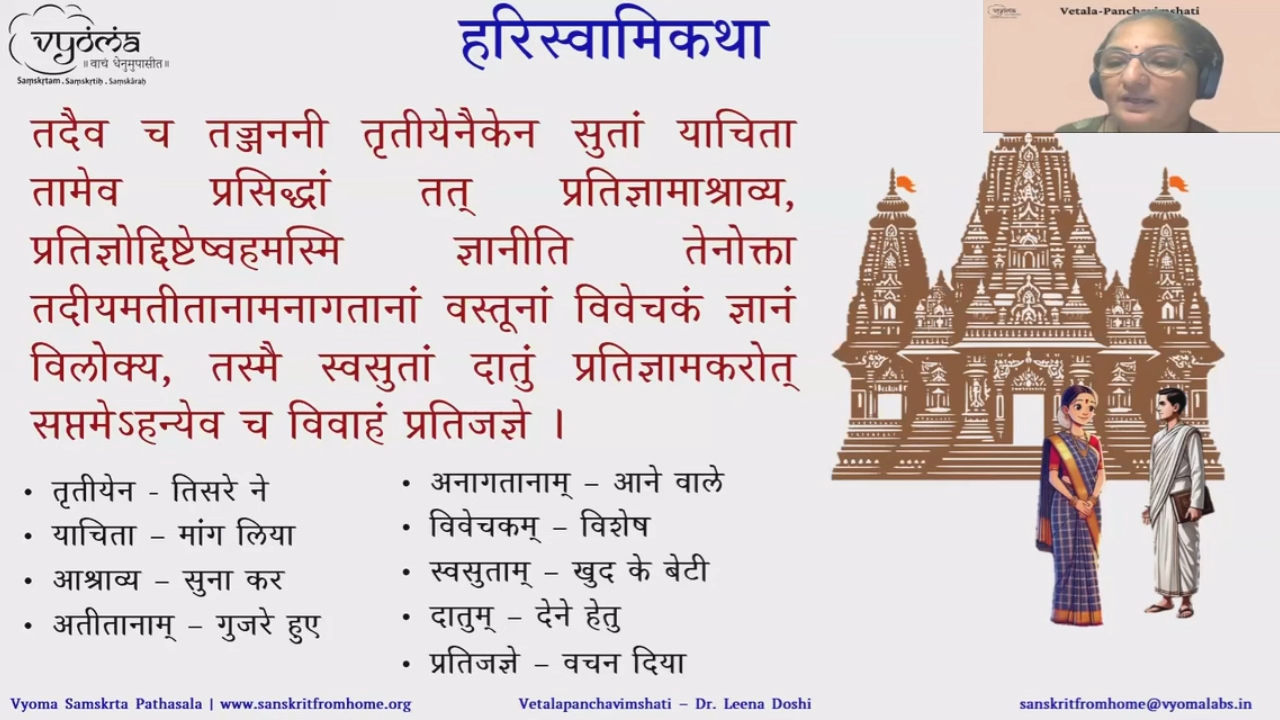 vyoma
॥ वाचं धेनुमुपासीत॥
Saṃskṛtam . Saṃskṛtiḥ . Saṃskāraḥ
हरिस्वामिकथा
Vetala-Panchavimshati
तदैव च तज्जननी तृतीयेनैकेन सुतां याचिता
तामेव प्रसिद्धां तत् प्रतिज्ञामाश्राव्य,
प्रतिज्ञोद्दिष्टेष्वहमस्मि ज्ञानीति तेनोक्ता
तदीयमतीतानामनागतानां वस्तूनां विवेचकं ज्ञानं
विलोक्य, तस्मै स्वसुतां दातुं प्रतिज्ञामकरोत्
सप्तमेऽहन्येव च विवाहं प्रतिजज्ञे ।
• तृतीयेन - तिसरे ने
• याचिता – मांग लिया
• आश्राव्य – सुना कर
• अतीतानाम् – गुजरे हुए
• अनागतानाम् – आने वाले
• विवेचकम् – विशेष
• स्वसुताम् – खुद के बेटी
• दातुम् – देने हेतु
• प्रतिजज्ञे – वचन दिया
Vyoma Samskrta Pathasala | www.sanskritfromhome.org
Vetalapanchavimshati – Dr. Leena Doshi
sanskritfromhome@vyomalabs.in